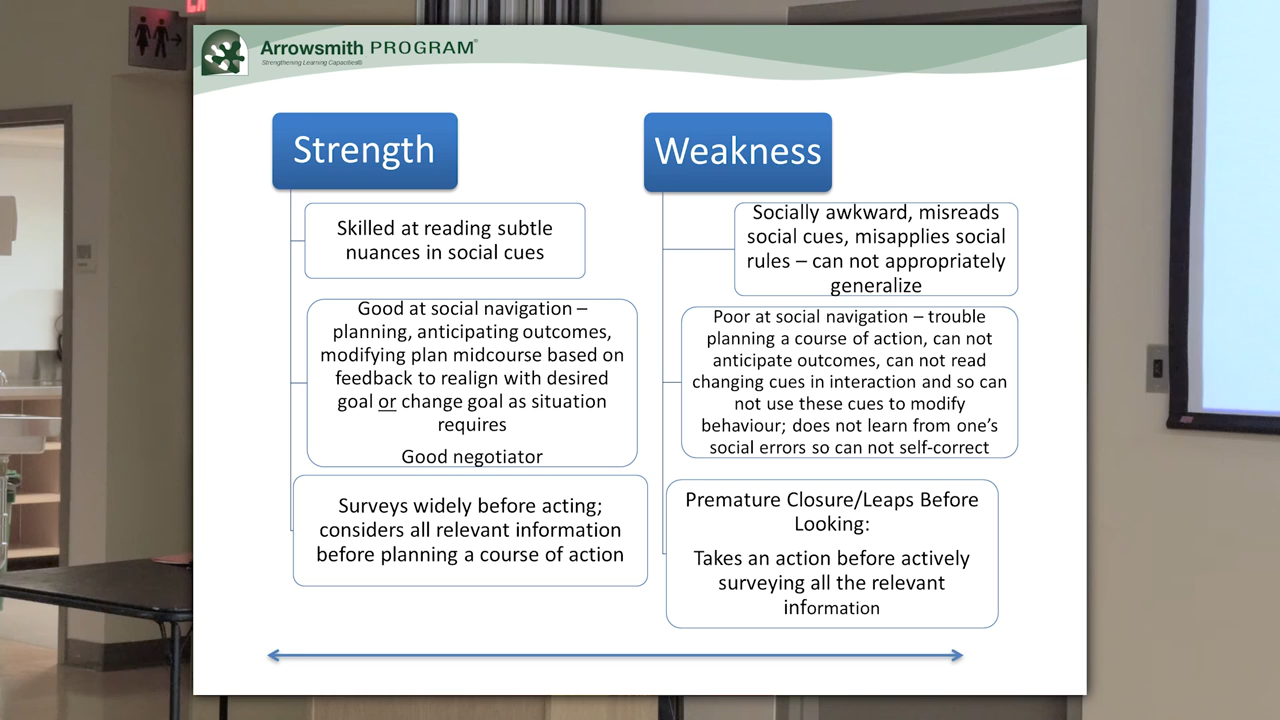 Arrowsmith PROGRAM®
Strengthening Learning Capacities®
Strength
Skilled at reading subtle
nuances in social cues
Good at social navigation –
planning, anticipating outcomes,
modifying plan midcourse based on
feedback to realign with desired
goal or change goal as situation
requires
Good negotiator
Surveys widely before acting;
considers all relevant information
before planning a course of action
Weakness
Socially awkward, misreads
social cues, misapplies social
rules – can not appropriately
generalize
Poor at social navigation – trouble
planning a course of action, can not
anticipate outcomes, can not read
changing cues in interaction and so can
not use these cues to modify
behaviour; does not learn from one's
social errors so can not self-correct
Premature Closure/Leaps Before
Looking:
Takes an action before actively
surveying all the relevant
information